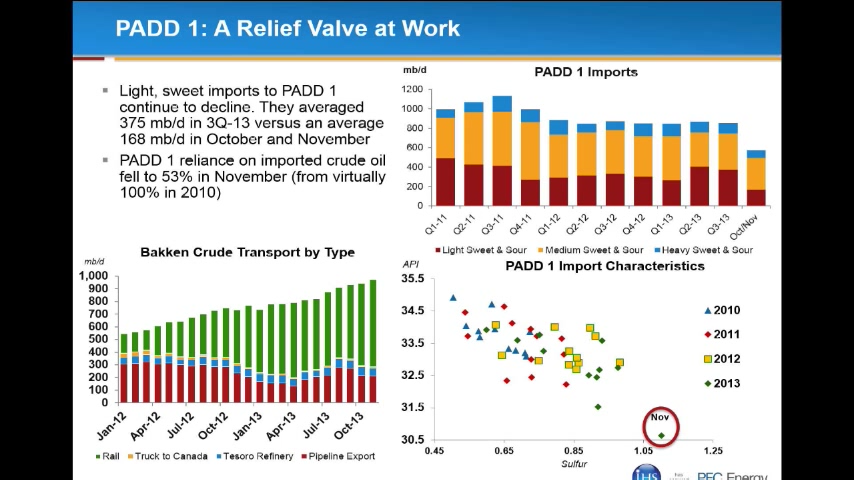 PADD 1: A Relief Valve at Work
Light, sweet imports to PADD 1
continue to decline. They averaged
375 mb/d in 3Q-13 versus an average
168 mb/d in October and November
PADD 1 reliance on imported crude oil
fell to 53% in November (from virtually
100% in 2010)
mb/d
PADD 1 Imports
1200
1000
800
600
400
200
0
Q1-11
Q2-11
Q3-11
Q4-11
Q1-12
Q2-12
Q3-12
Q4-12
Q1-13
Q2-13
Q3-13
Oct/Nov
Light Sweet & Sour
Medium Sweet & Sour
Heavy Sweet & Sour
Bakken Crude Transport by Type
mb/d
1,000
900
800
700
600
500
400
300
200
100
0
Jan-12
Apr-12
Jul-12
Oct-12
Jan-13
Apr-13
Jul-13
Oct-13
Rail
Truck to Canada
Tesoro Refinery
Pipeline Export
API
PADD 1 Import Characteristics
35.5
34.5
33.5
32.5
31.5
30.5
2010
2011
2012
2013
Nov
0.45
0.65
0.85
1.05
1.25
Sulfur
IHS
PFC Energy